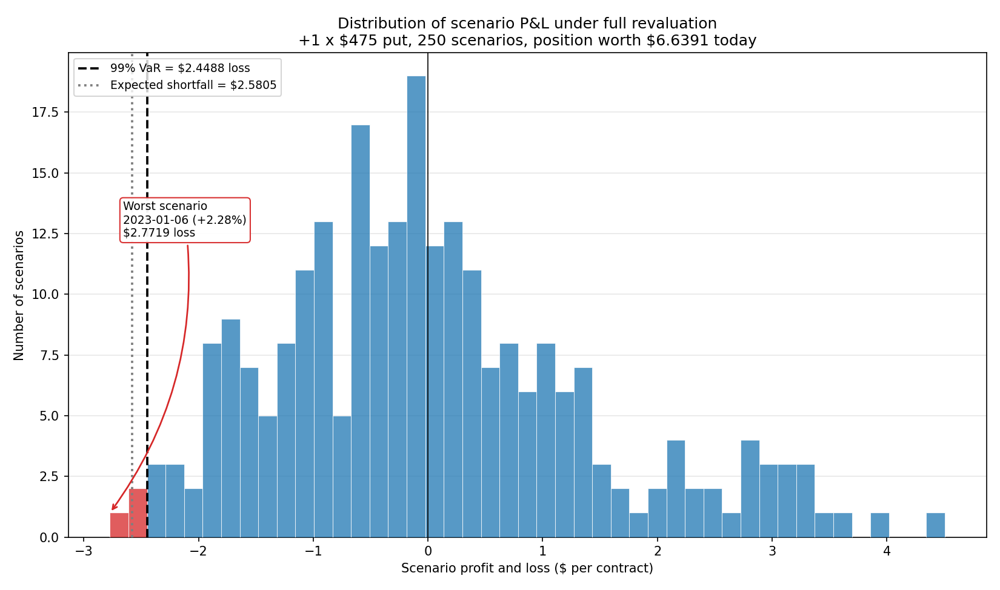 Distribution of scenario P&L under full revaluation
+1 x $475 put, 250 scenarios, position worth $6.6391 today
99% VaR = $2.4488 loss
Expected shortfall = $2.5805
Worst scenario
2023-01-06 (+2.28%)
$2.7719 loss
Number of scenarios
17.5
15.0
12.5
10.0
7.5
5.0
2.5
0.0
−3 −2 −1 0 1 2 3 4
Scenario profit and loss ($ per contract)